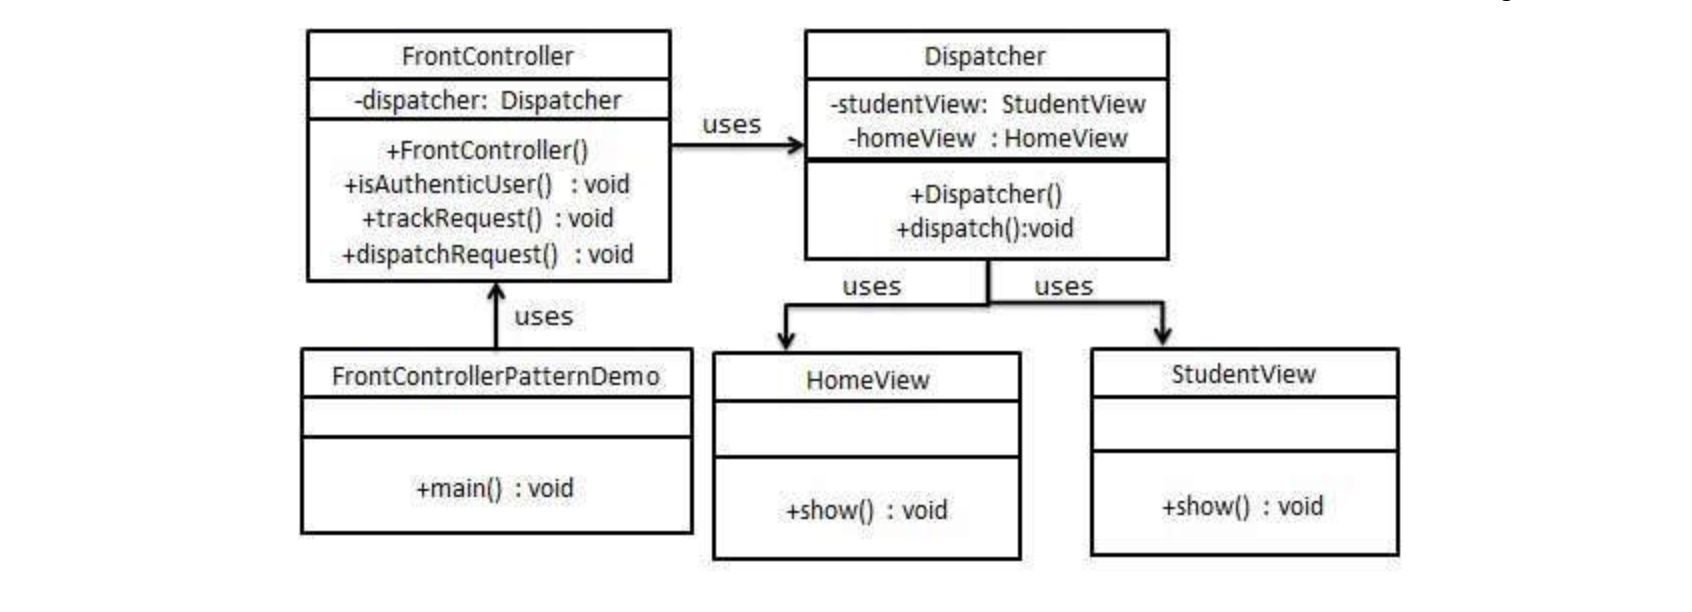 FrontController
-dispatcher: Dispatcher
+FrontController()
+isAuthenticUser() : void
+trackRequest() : void
+dispatchRequest() : void
uses
Dispatcher
-studentView: StudentView
-homeView : HomeView
+Dispatcher()
+dispatch():void
uses
uses
uses
FrontControllerPatternDemo
+main() : void
HomeView
+show() : void
StudentView
+show() : void